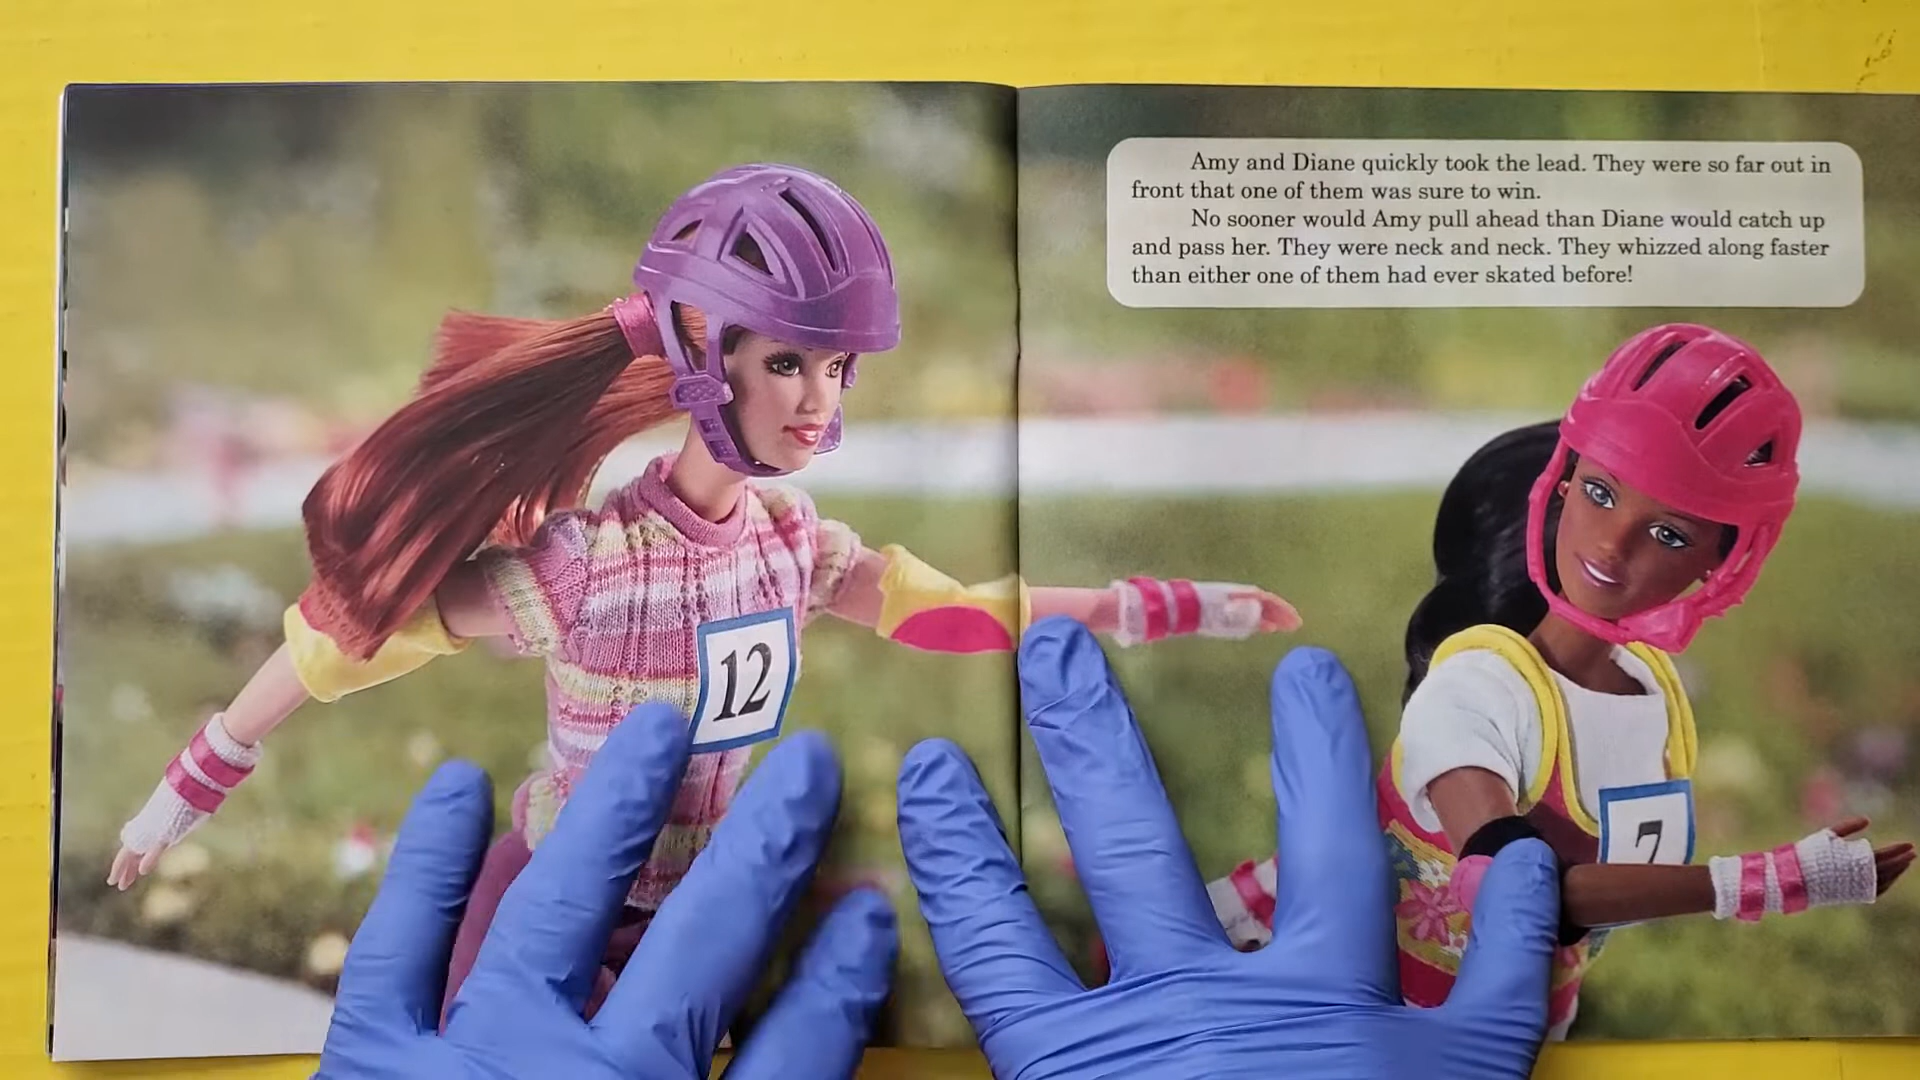 Amy and Diane quickly took the lead. They were so far out in
front that one of them was sure to win.
No sooner would Amy pull ahead than Diane would catch up
and pass her. They were neck and neck. They whizzed along faster
than either one of them had ever skated before!
12
7